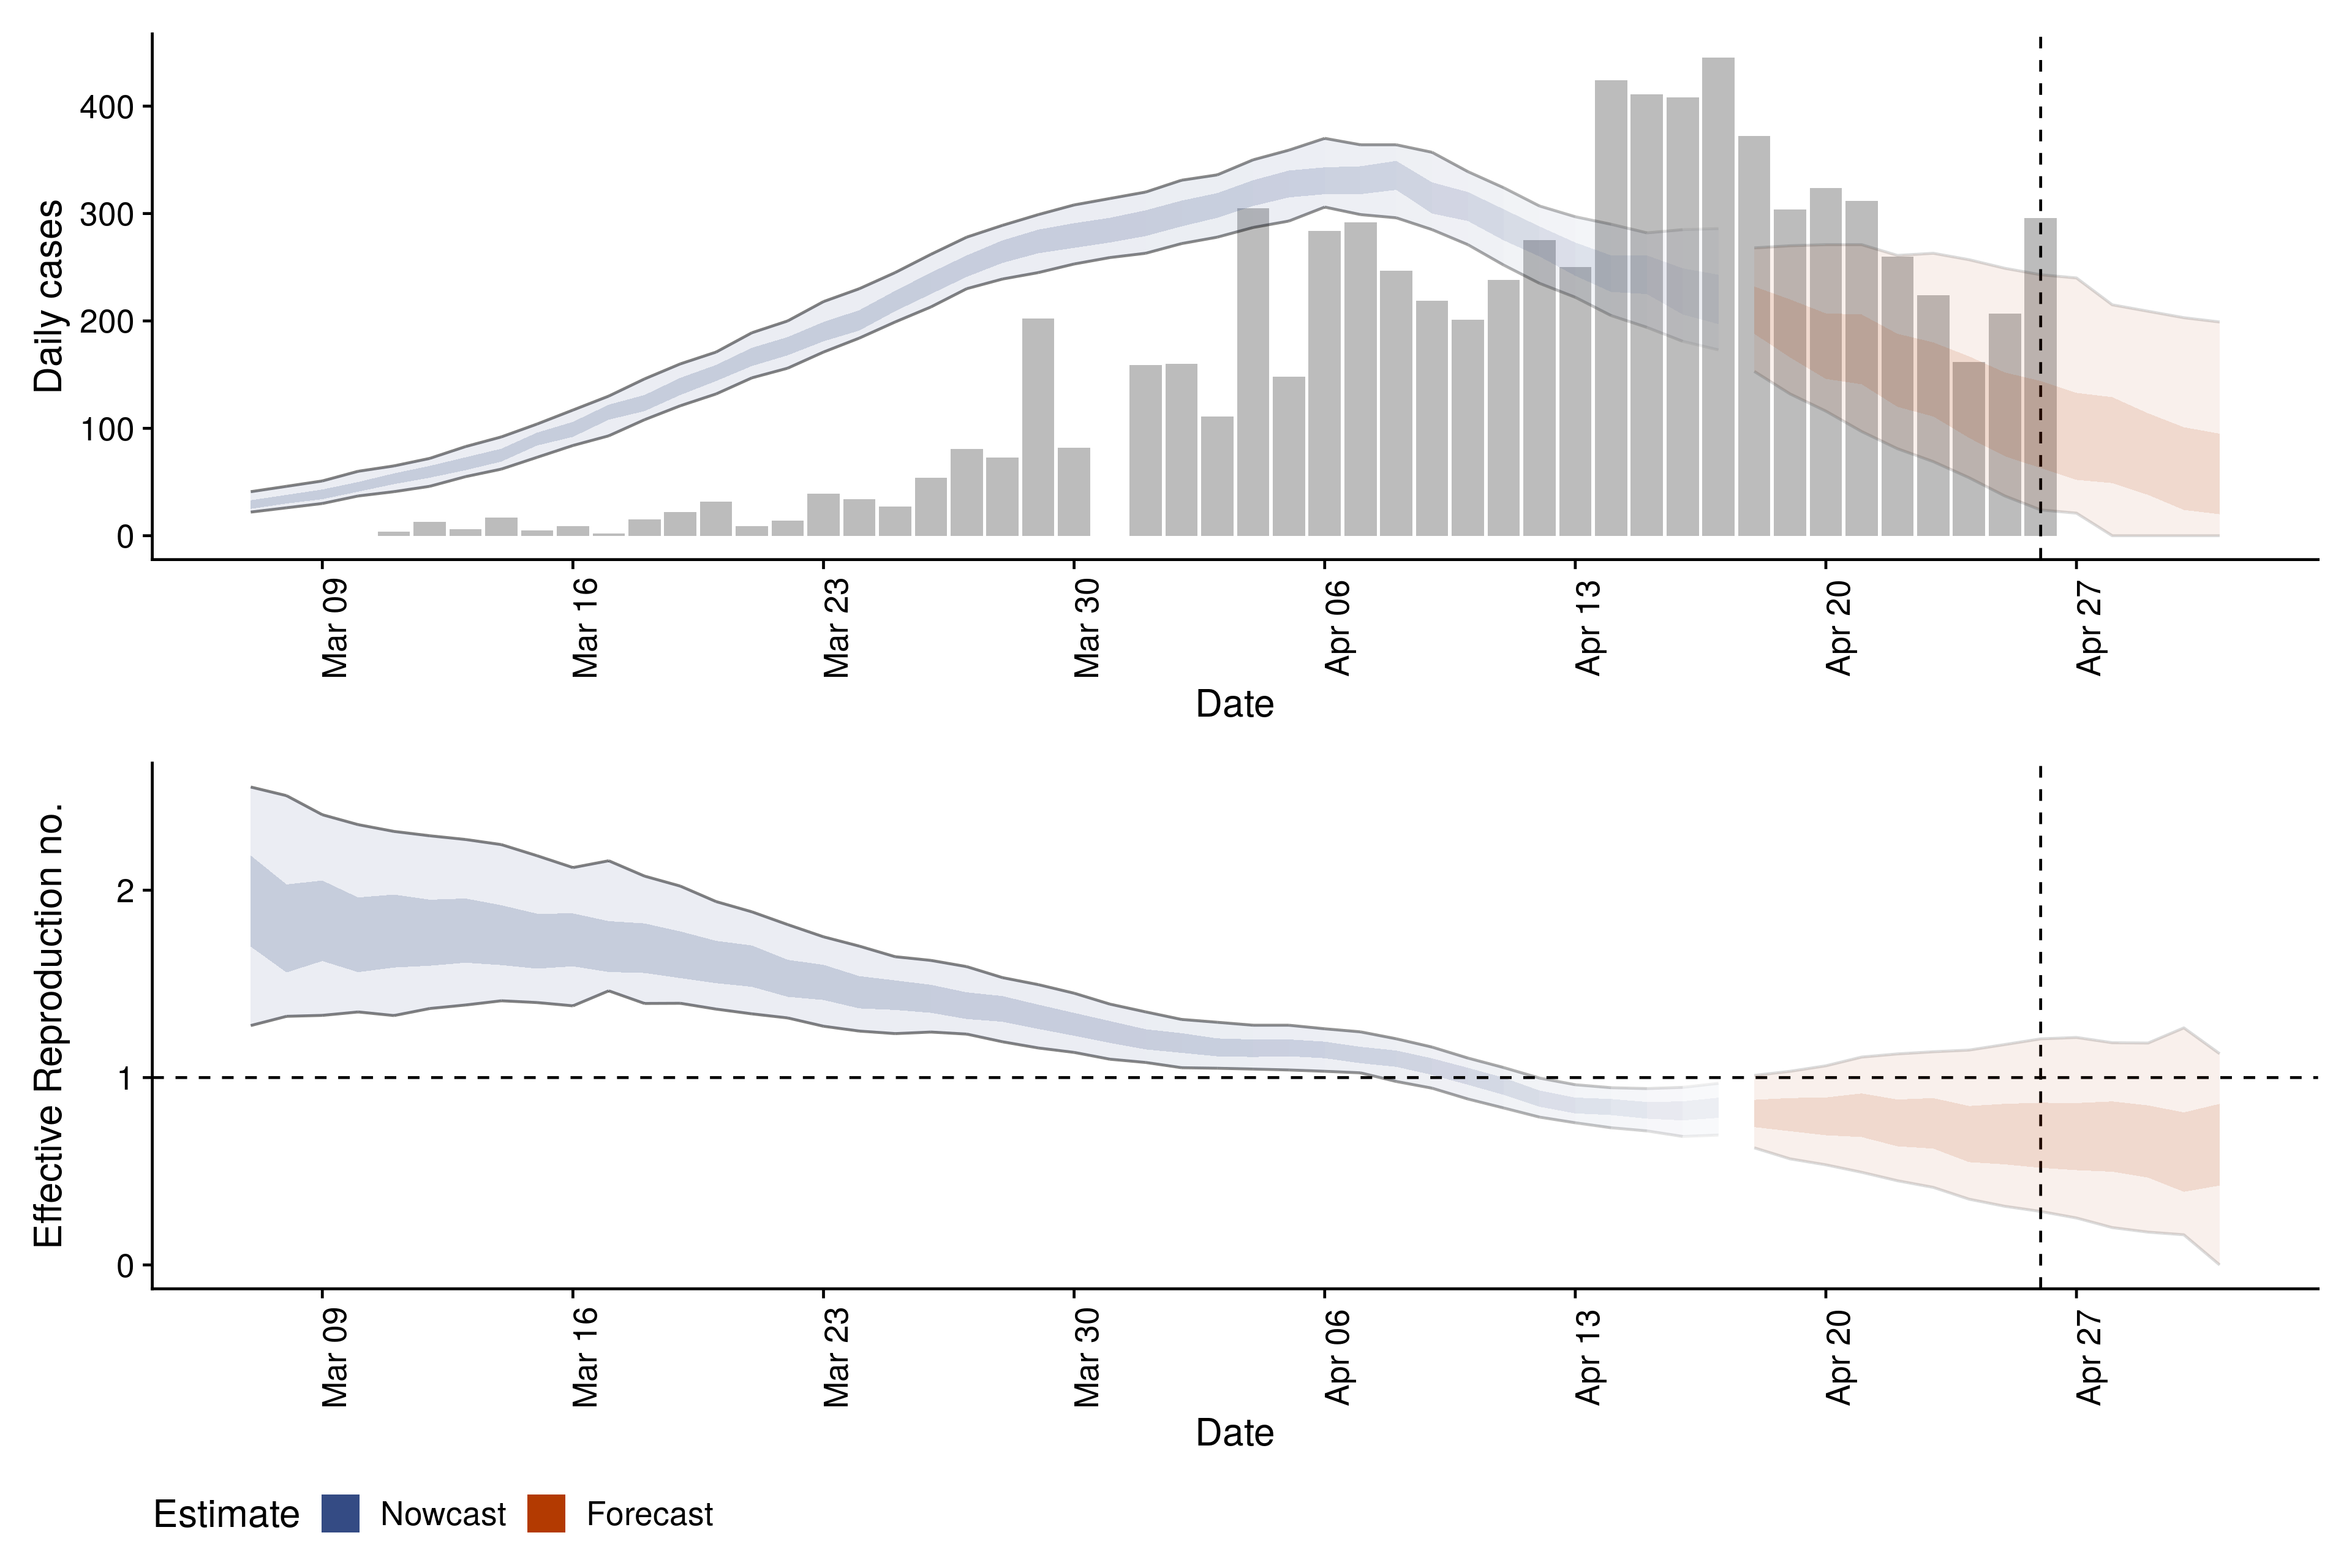 Daily cases
400
300
200
100
0
Mar 09
Mar 16
Mar 23
Mar 30
Apr 06
Apr 13
Apr 20
Apr 27
Date
Effective Reproduction no.
2
1
0
Mar 09
Mar 16
Mar 23
Mar 30
Apr 06
Apr 13
Apr 20
Apr 27
Date
Estimate Nowcast Forecast